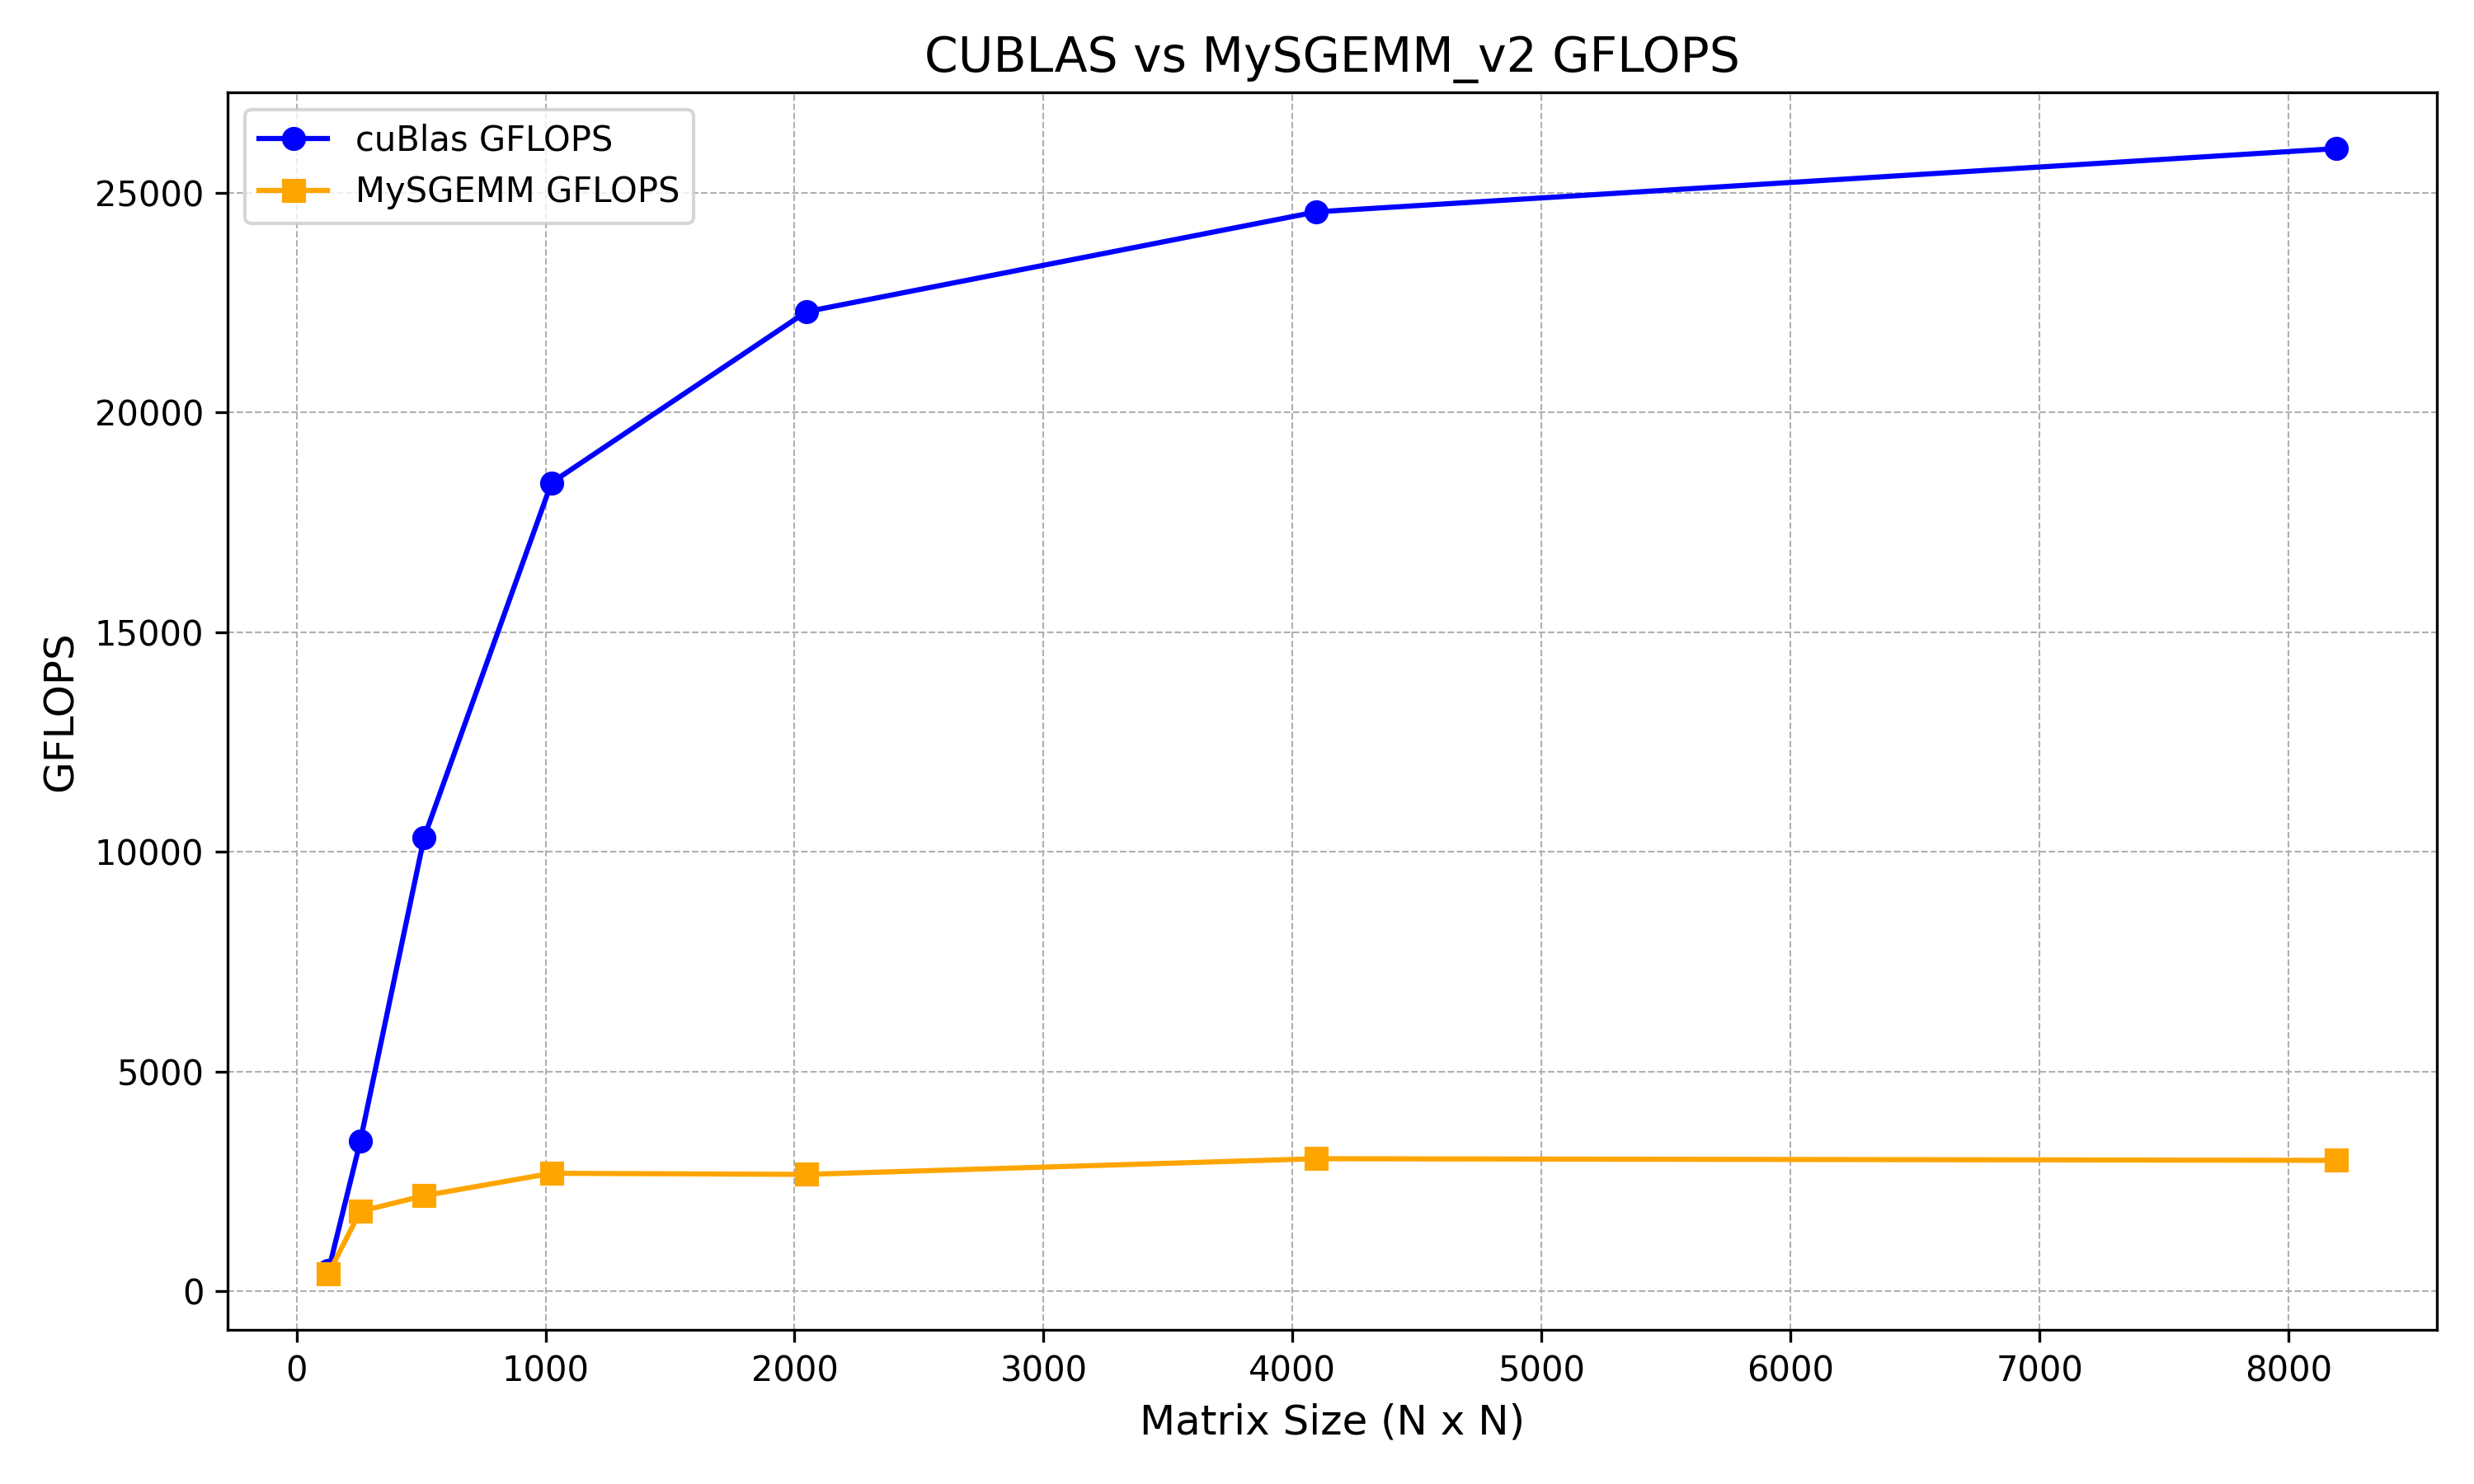 CUBLAS vs MySGEMM_v2 GFLOPS
cuBlas GFLOPS
MySGEMM GFLOPS
GFLOPS
25000
20000
15000
10000
5000
0
0 1000 2000 3000 4000 5000 6000 7000 8000
Matrix Size (N x N)